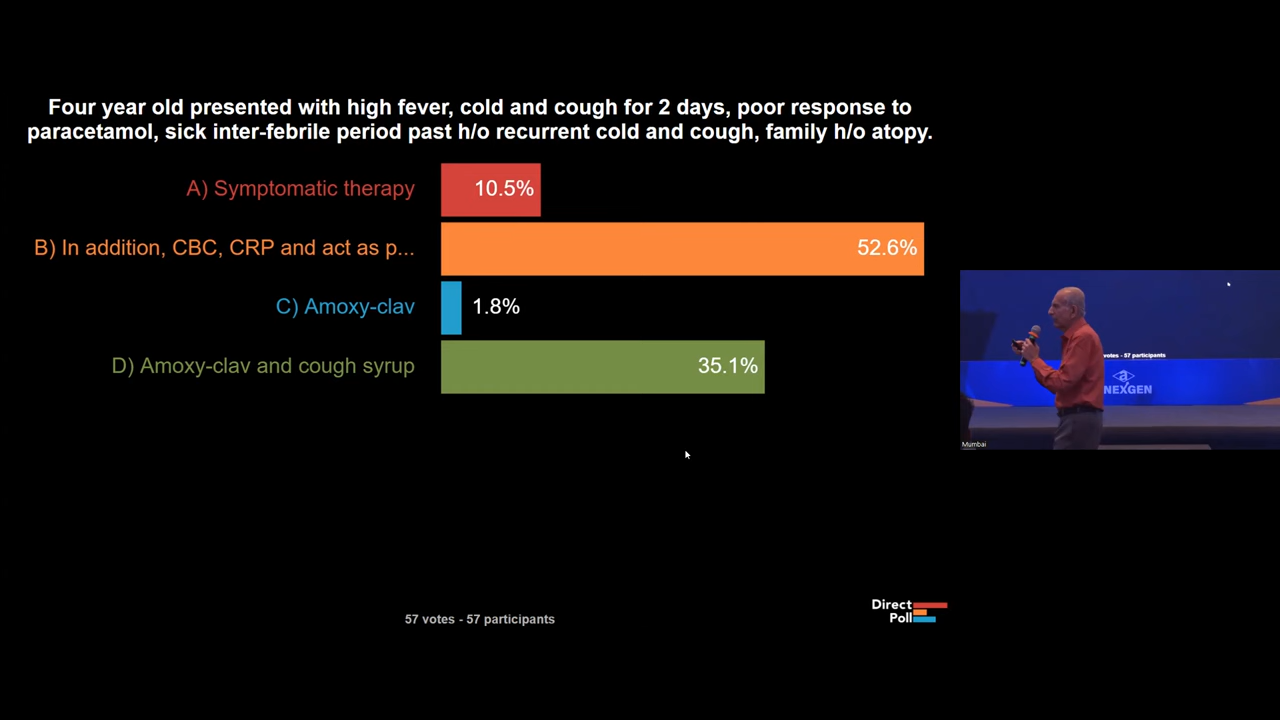 Four year old presented with high fever, cold and cough for 2 days, poor response to
paracetamol, sick inter-febrile period past h/o recurrent cold and cough, family h/o atopy.
A) Symptomatic therapy
10.5%
B) In addition, CBC, CRP and act as p...
52.6%
C) Amoxy-clav
1.8%
D) Amoxy-clav and cough syrup
35.1%
votes - 57 participants
NEXGEN
Mumbai
57 votes - 57 participants
Direct
Poll